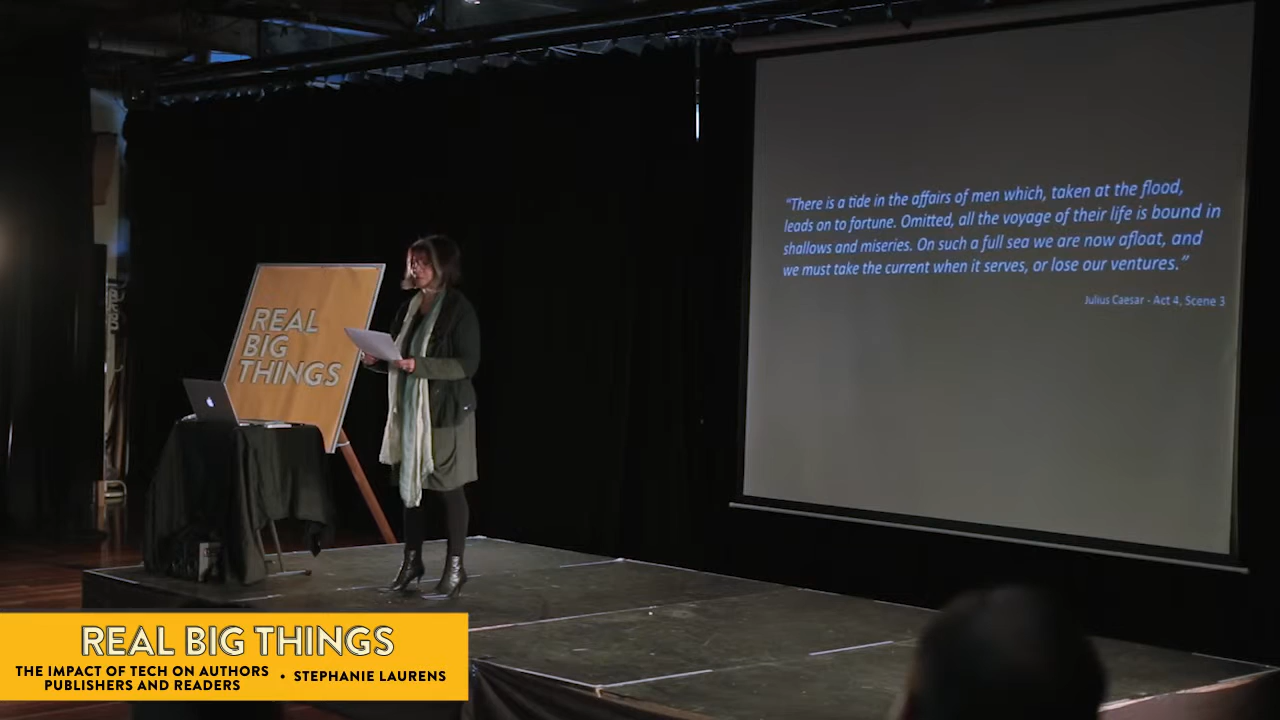 “There is a tide in the affairs of men which, taken at the flood,
leads on to fortune. Omitted, all the voyage of their life is bound in
shallows and miseries. On such a full sea we are now afloat, and
we must take the current when it serves, or lose our ventures.”
Julius Caesar - Act 4, Scene 3
REAL
BIG
THINGS
REAL BIG THINGS
THE IMPACT OF TECH ON AUTHORS
PUBLISHERS AND READERS
• STEPHANIE LAURENS